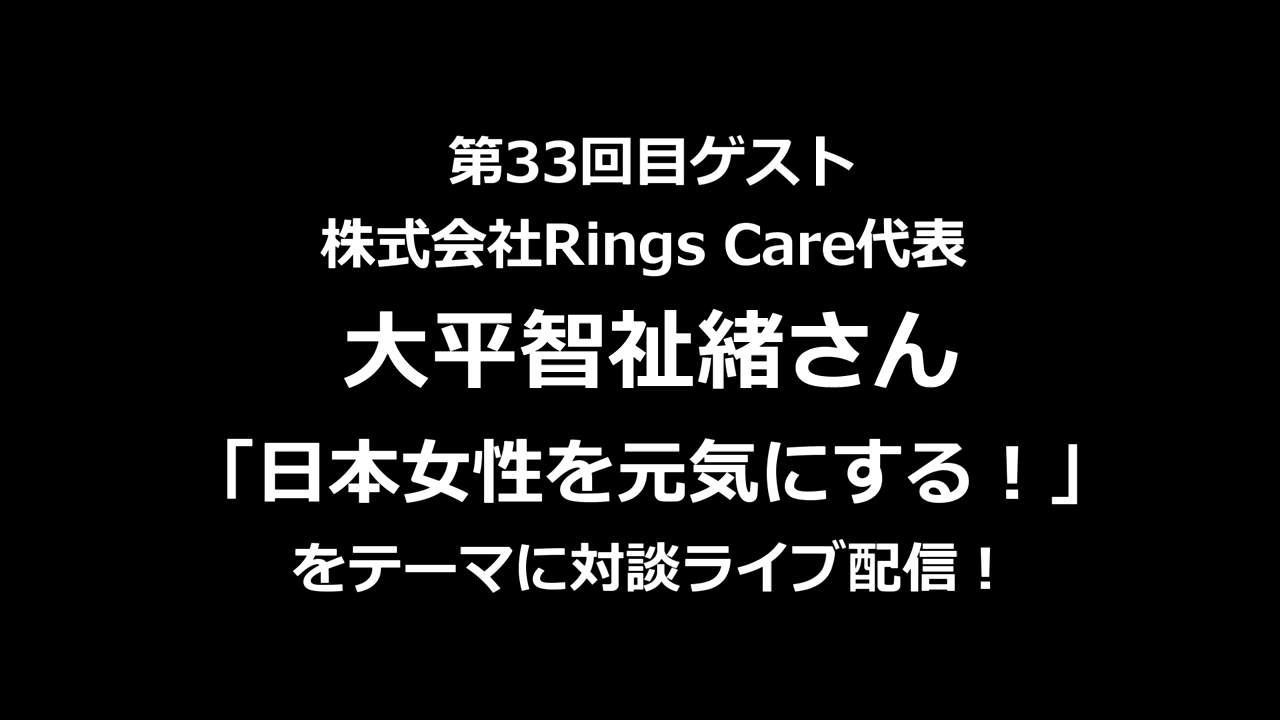 第33回目ゲスト
株式会社Rings Care代表
大平智祉緒さん
「日本女性を元気にする！」
をテーマに対談ライブ配信！